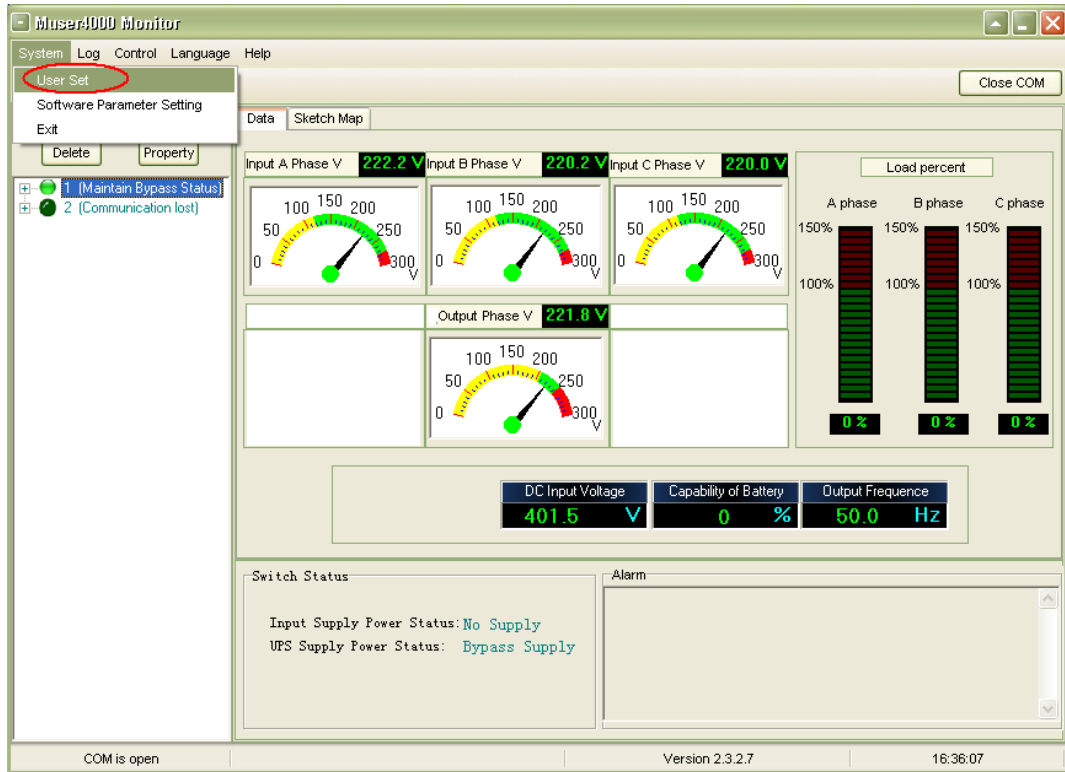 Muser4000 Monitor
System Log Control Language Help
User Set
Software Parameter Setting
Exit
Close COM
Delete Property
1 (Maintain Bypass Status)
2 (Communication lost)
Data Sketch Map
Input A Phase V 222.2 V Input B Phase V 220.2 V Input C Phase V 220.0 V
0 50 100 150 200 250 300 V
0 50 100 150 200 250 300 V
0 50 100 150 200 250 300 V
Output Phase V 221.8 V
0 50 100 150 200 250 300 V
Load percent
A phase B phase C phase
150% 150% 150%
100% 100% 100%
0 % 0 % 0 %
DC Input Voltage Capability of Battery Output Frequence
401.5 V 0 % 50.0 Hz
Switch Status
Input Supply Power Status: No Supply
UPS Supply Power Status: Bypass Supply
Alarm
COM is open Version 2.3.2.7 16:36:07